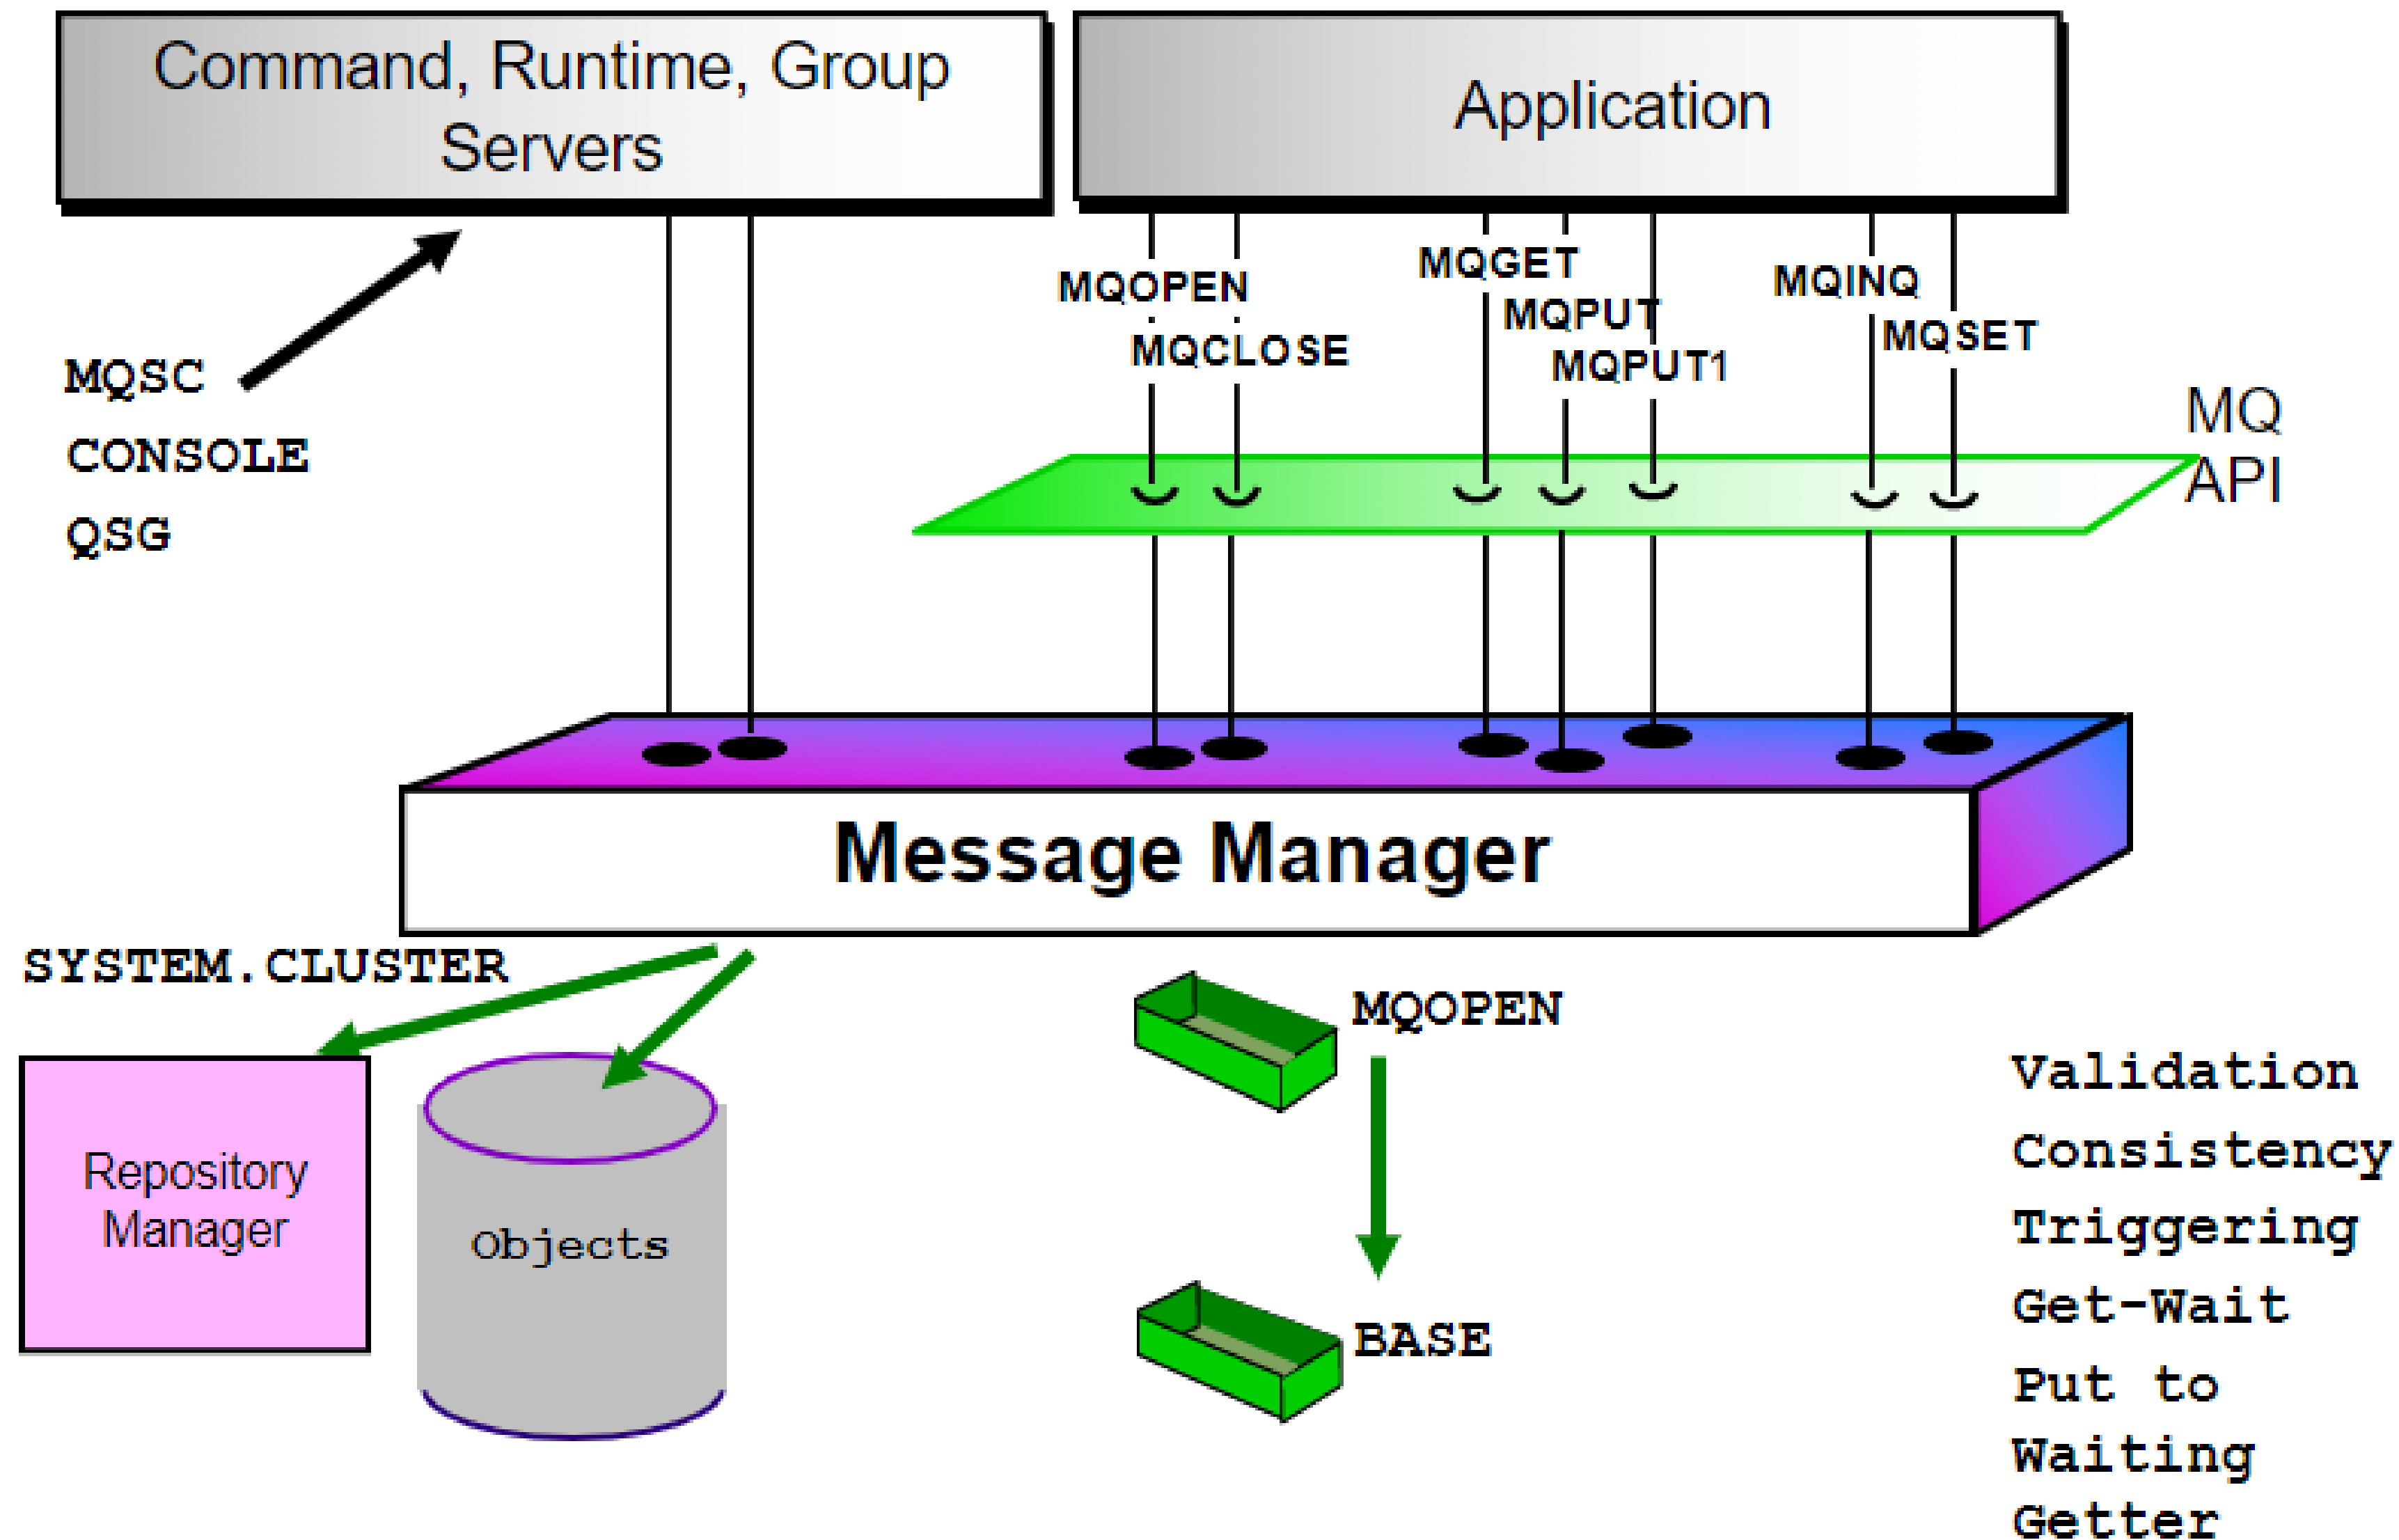 Command, Runtime, Group
Servers
Application
MQOPEN
MQCLOSE
MQGET
MQPUT
MQPUT1
MQINQ
MQSET
MQ
API
MQSC
CONSOLE
QSG
Message Manager
SYSTEM.CLUSTER
Repository
Manager
Objects
MQOPEN
BASE
Validation
Consistency
Triggering
Get-Wait
Put to
Waiting
Getter